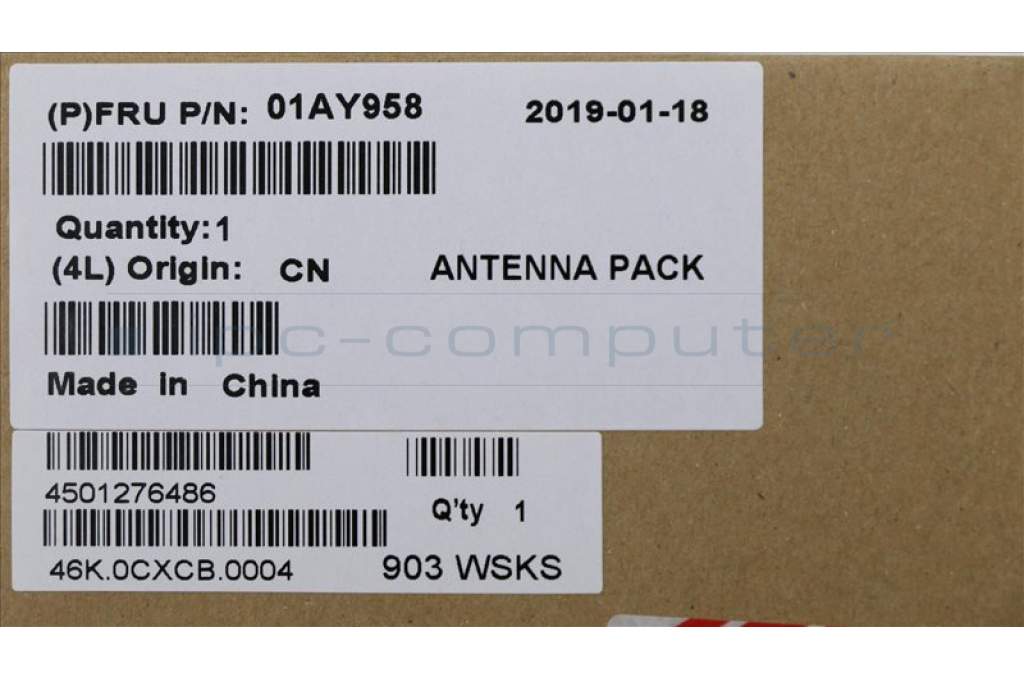 (P)FRU P/N: 01AY958 2019-01-18
Quantity:1
(4L) Origin: CN ANTENNA PACK
pc-computer
Made in China
4501276486
Q'ty 1
46K.0CXCB.0004 903 WSKS